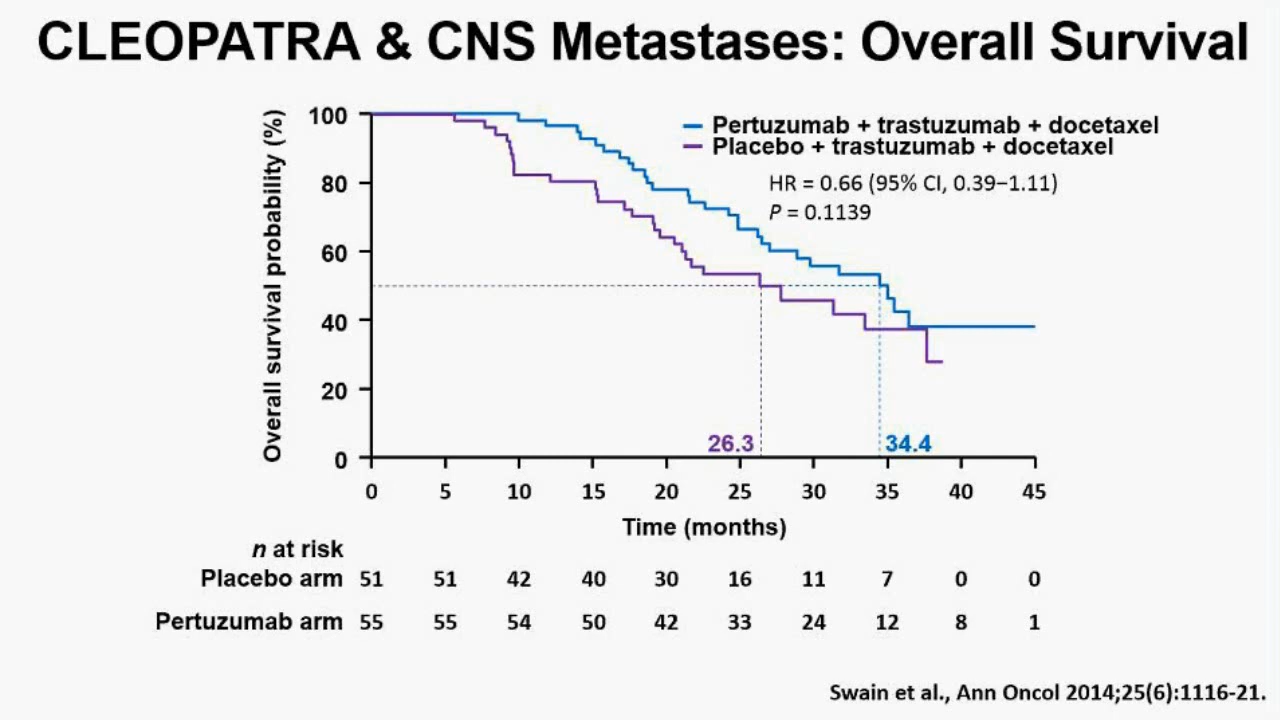 CLEOPATRA & CNS Metastases: Overall Survival
Overall survival probability (%)
100
80
60
40
20
0
Pertuzumab + trastuzumab + docetaxel
Placebo + trastuzumab + docetaxel
HR = 0.66 (95% CI, 0.39–1.11)
P = 0.1139
26.3 34.4
0 5 10 15 20 25 30 35 40 45
Time (months)
n at risk
Placebo arm 51 51 42 40 30 16 11 7 0 0
Pertuzumab arm 55 55 54 50 42 33 24 12 8 1
Swain et al., Ann Oncol 2014;25(6):1116-21.